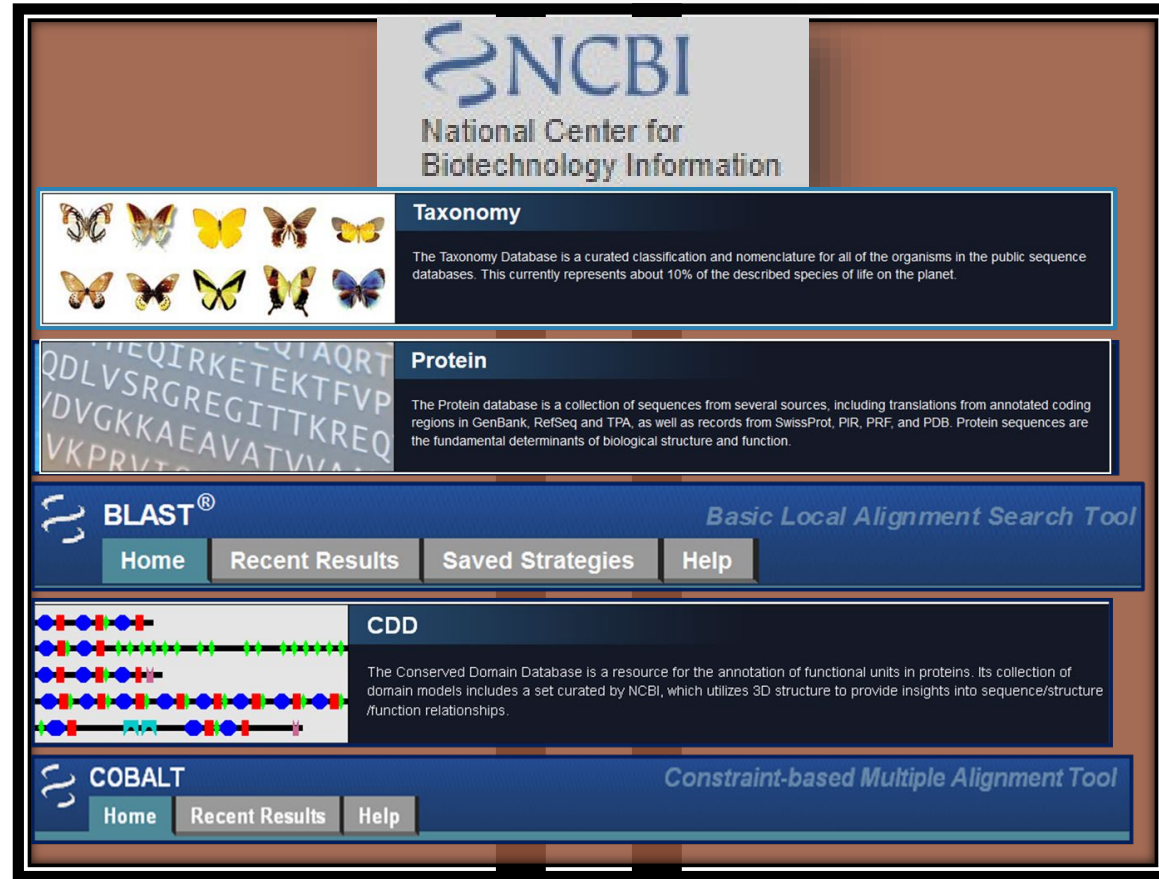 NCBI
National Center for
Biotechnology Information
Taxonomy
The Taxonomy Database is a curated classification and nomenclature for all of the organisms in the public sequence
databases. This currently represents about 10% of the described species of life on the planet.
HEQIRKETEKTFVP
QDLVSRGREGITTKREQ
Protein
The Protein database is a collection of sequences from several sources, including translations from annotated coding
regions in GenBank, RefSeq and TPA, as well as records from SwissProt, PIR, PRF, and PDB. Protein sequences are
the fundamental determinants of biological structure and function.
BLAST®
Basic Local Alignment Search Tool
Home Recent Results Saved Strategies Help
CDD
The Conserved Domain Database is a resource for the annotation of functional units in proteins. Its collection of
domain models includes a set curated by NCBI, which utilizes 3D structure to provide insights into sequence/structure
/function relationships.
COBALT
Constraint-based Multiple Alignment Tool
Home Recent Results Help